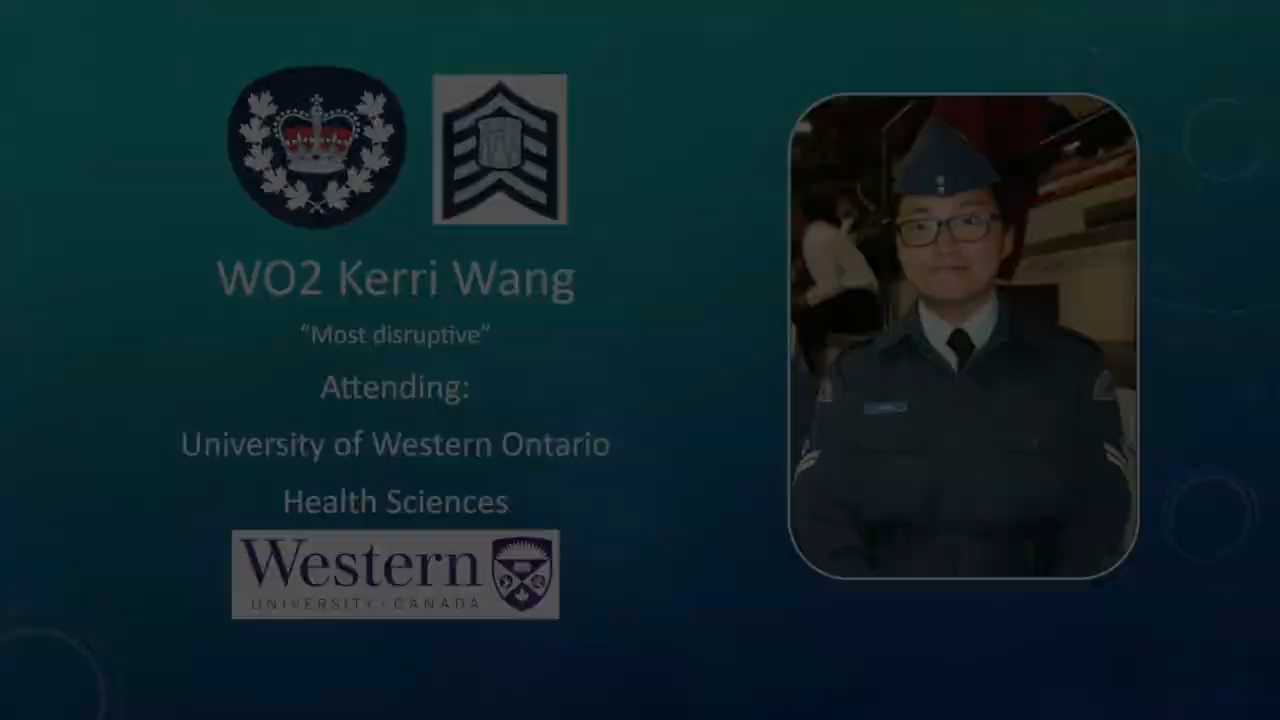 W
WO2 Kerri Wang
“Most disruptive”
Attending:
University of Western Ontario
Health Sciences
Western
UNIVERSITY · CANADA